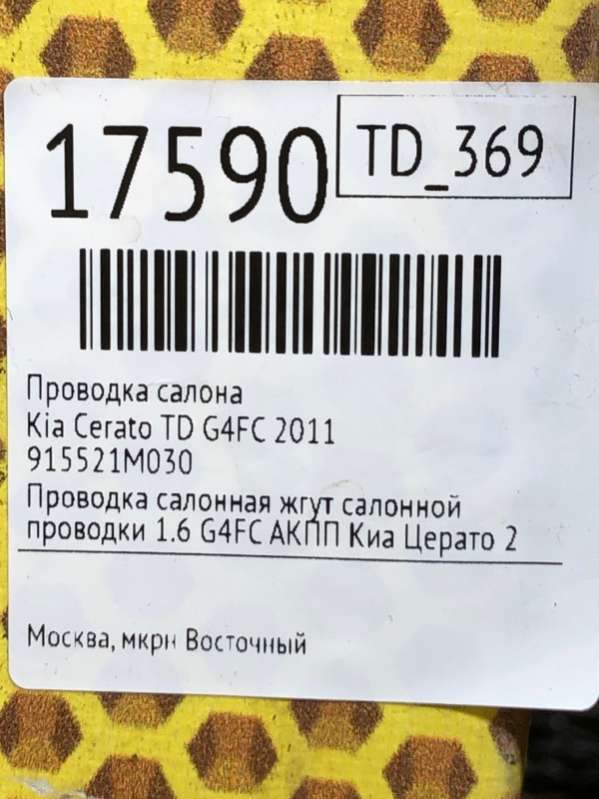 17590
TD_369
Проводка салона
Kia Cerato TD G4FC 2011
915521M030
Проводка салонная жгут салонной
проводки 1.6 G4FC АКПП Киа Церато 2
Москва, мкрн Восточный